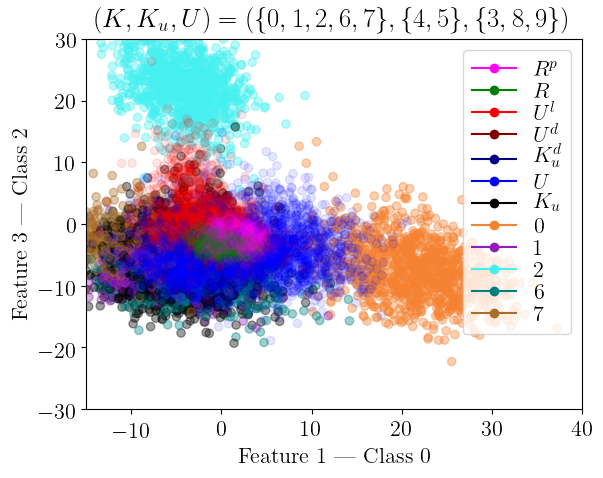 (K, K_u, U) = ({0, 1, 2, 6, 7}, {4, 5}, {3, 8, 9})
30
20
10
0
−10
−20
−30
Feature 3 — Class 2
R^p
R
U^l
U^d
K_u^d
U
K_u
0
1
2
6
7
−10
0
10
20
30
40
Feature 1 — Class 0